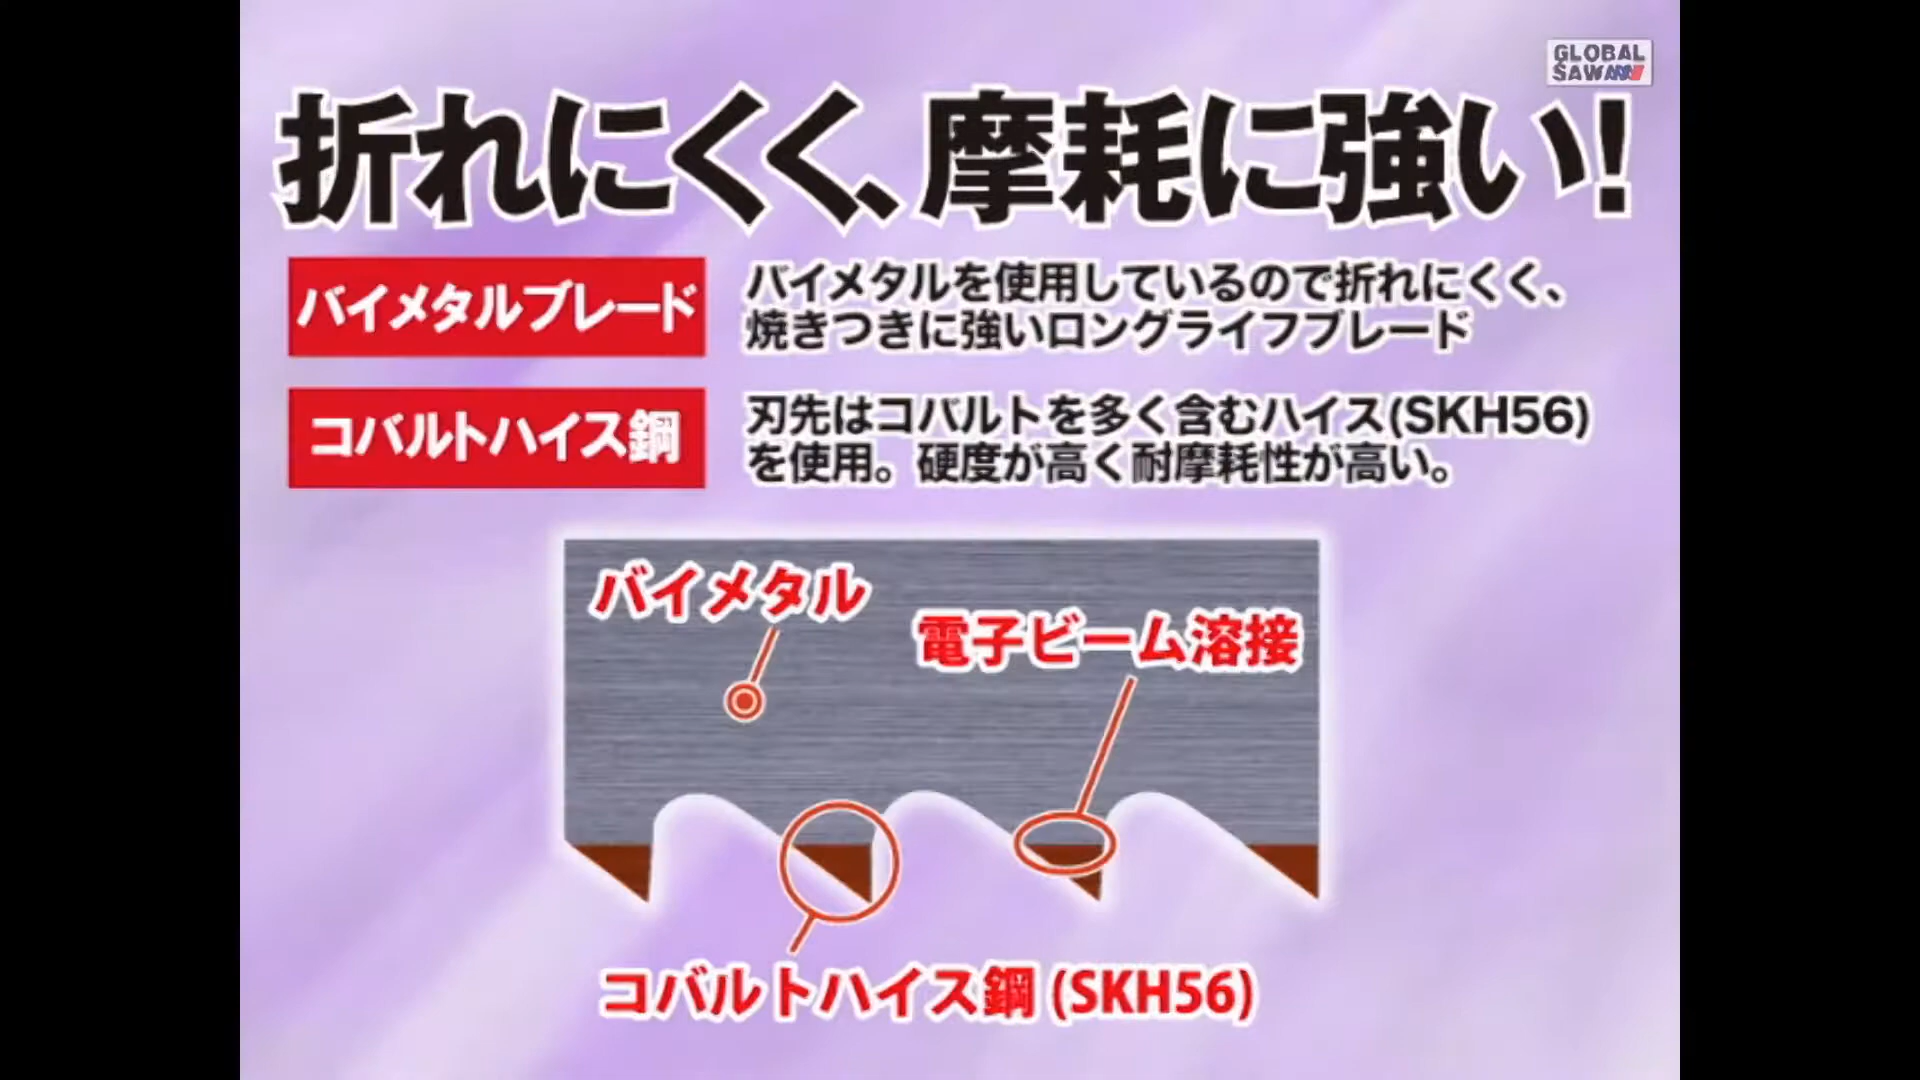 GLOBAL
SAW
折れにくく、摩耗に強い!
バイメタルブレード
バイメタルを使用しているので折れにくく、
焼きつきに強いロングライフブレード
コバルトハイス鋼
刃先はコバルトを多く含むハイス(SKH56)
を使用。硬度が高く耐摩耗性が高い。
バイメタル
電子ビーム溶接
コバルトハイス鋼 (SKH56)